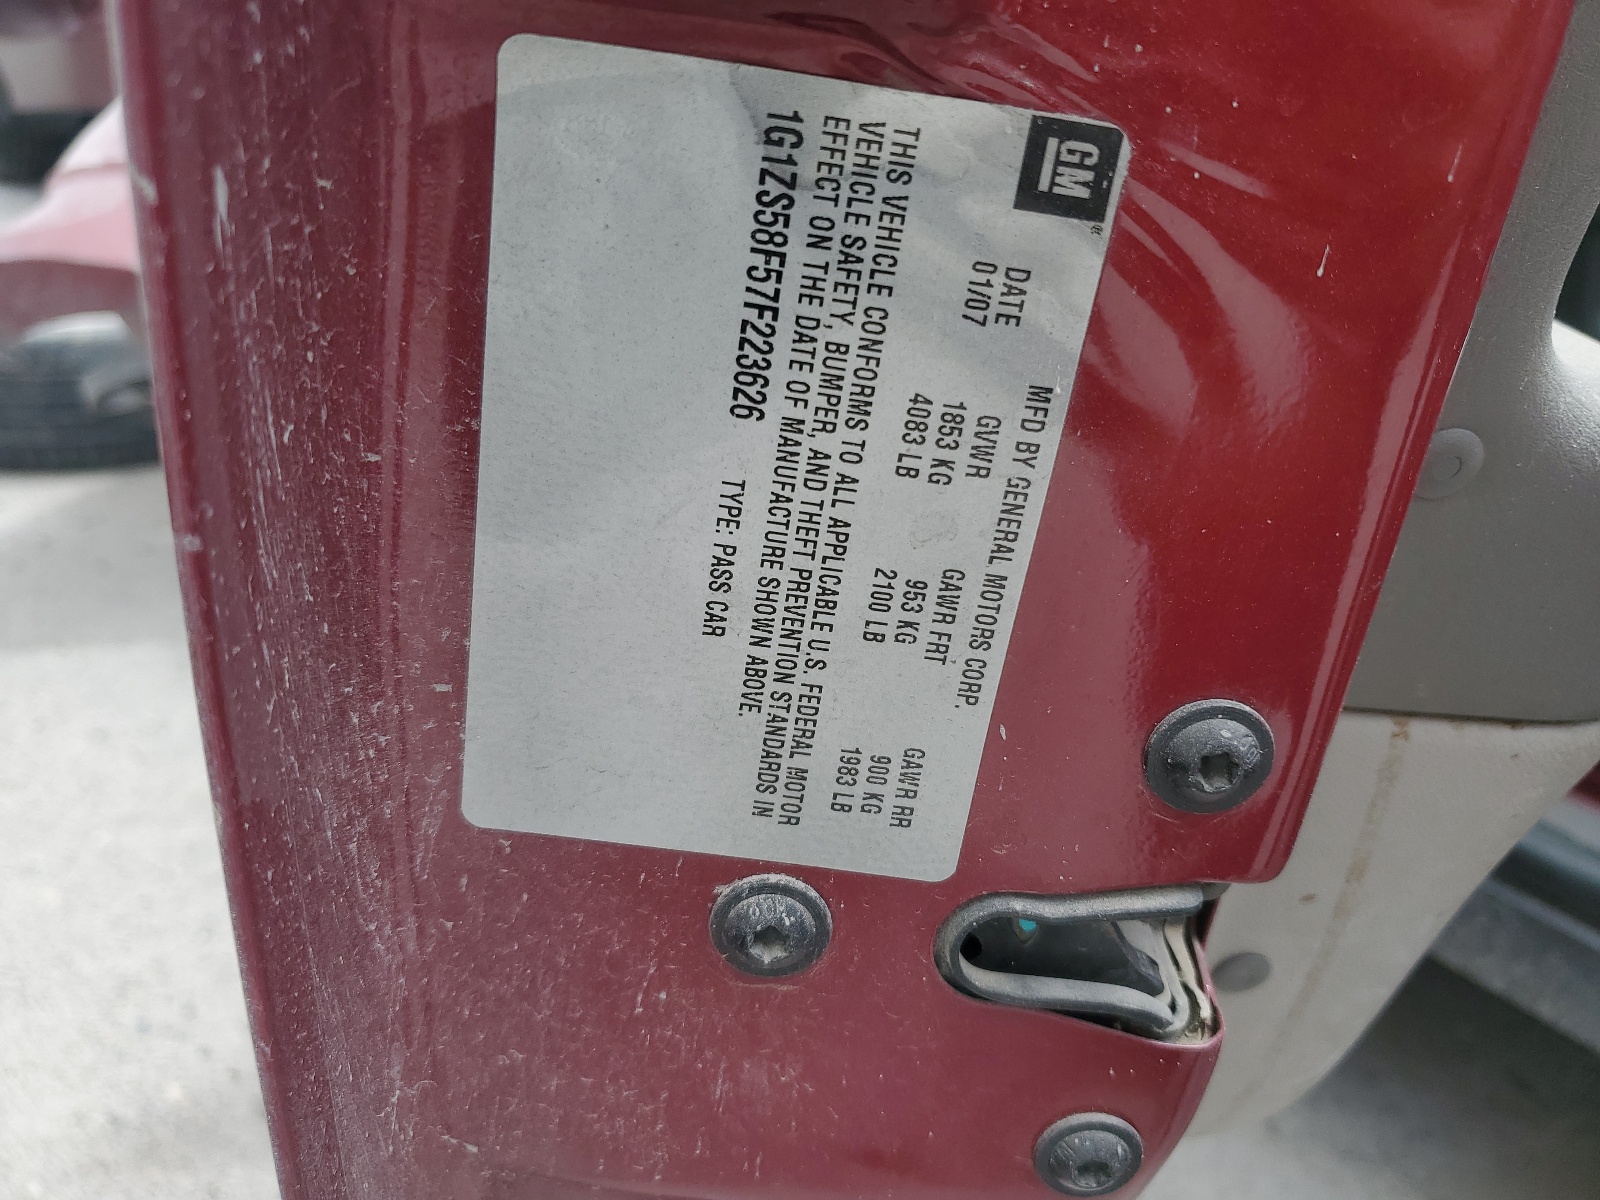 GM
MFD BY GENERAL MOTORS CORP.
DATE GVWR GAWR FRT GAWR RR
01/07 1853 KG 953 KG 900 KG
4083 LB 2100 LB 1983 LB
THIS VEHICLE CONFORMS TO ALL APPLICABLE U.S. FEDERAL MOTOR
VEHICLE SAFETY, BUMPER, AND THEFT PREVENTION STANDARDS IN
EFFECT ON THE DATE OF MANUFACTURE SHOWN ABOVE.
1G1ZS58F57F223626 TYPE: PASS CAR